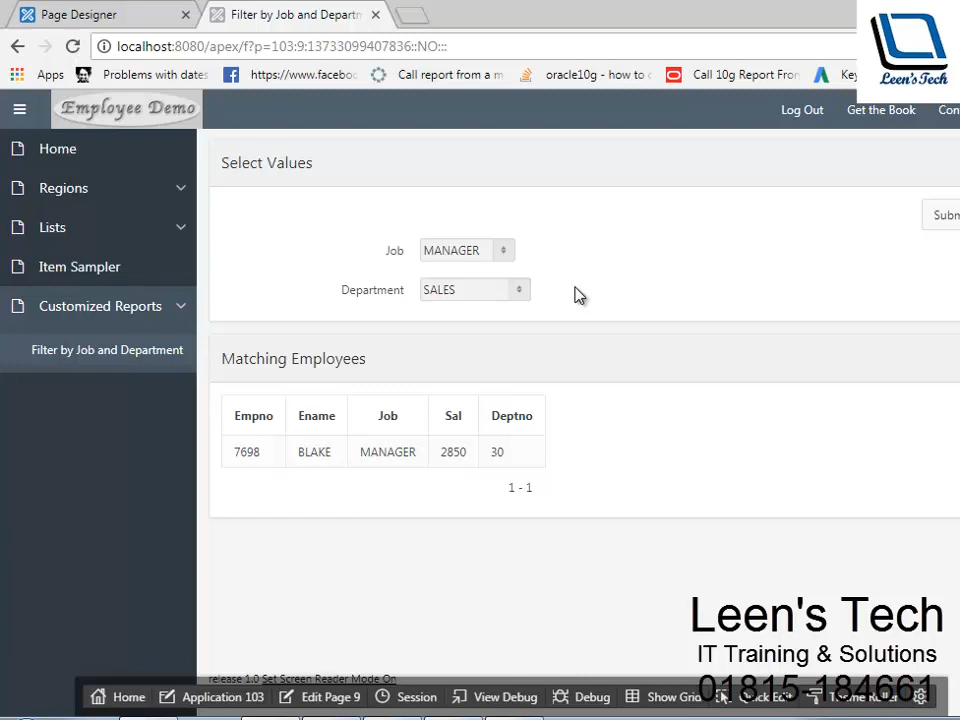 Page Designer
Filter by Job and Departm
localhost:8080/apex/f?p=103:9:13733099407836::NO:::
Apps Problems with dates https://www.faceboo Call report from a m oracle10g - how to c Call 10g Report Fron Key
Leen's Tech
Employee Demo
Log Out Get the Book Con
Home
Regions
Lists
Item Sampler
Customized Reports
Filter by Job and Department
Select Values
Subm
Job MANAGER
Department SALES
Matching Employees
Empno Ename Job Sal Deptno
7698 BLAKE MANAGER 2850 30
1 - 1
Leen's Tech
IT Training & Solutions
01815-184661
release 1.0 Set Screen Reader Mode On
Home Application 103 Edit Page 9 Session View Debug Debug Show Grid Quick Edit Theme Roller